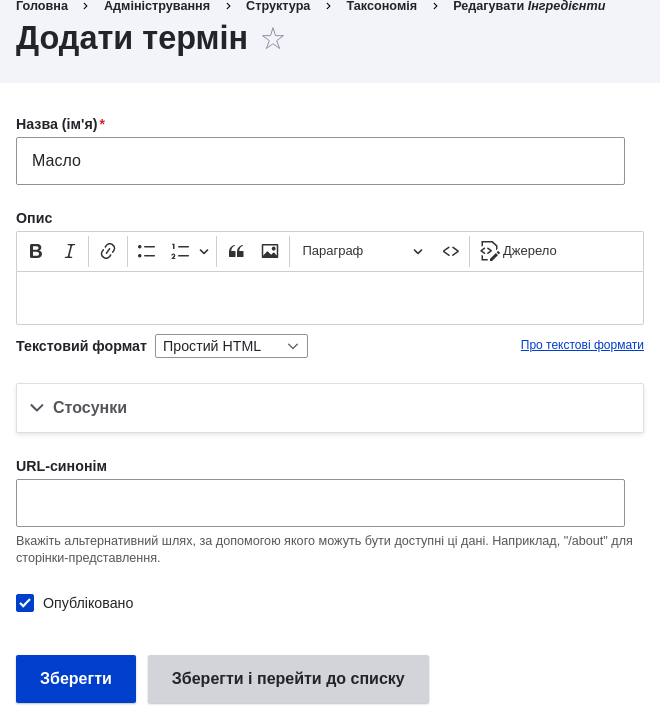 Головна › Адміністрування › Структура › Таксономія › Редагувати Інгредієнти
Додати термін
Назва (ім'я)*
Масло
Опис
B I Параграф Джерело
Текстовий формат Простий HTML Про текстові формати
Стосунки
URL-синонім
Вкажіть альтернативний шлях, за допомогою якого можуть бути доступні ці дані. Наприклад, "/about" для
сторінки-представлення.
Опубліковано
Зберегти Зберегти і перейти до списку